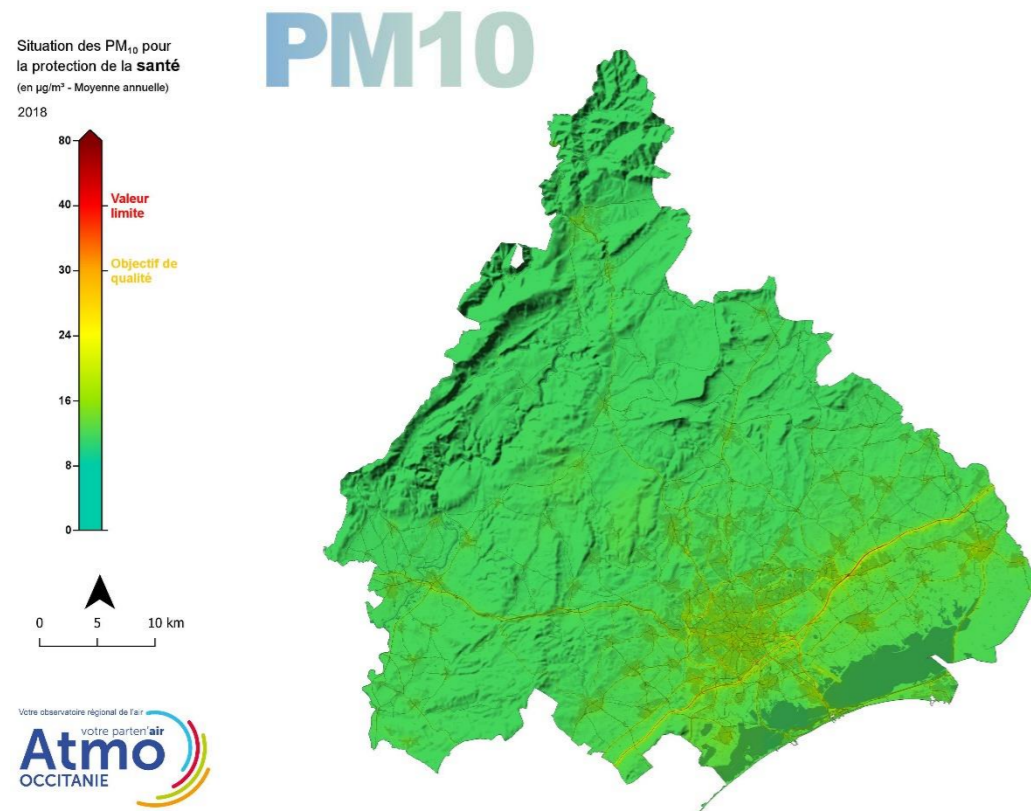 PM10
Situation des PM₁₀ pour
la protection de la santé
(en µg/m³ - Moyenne annuelle)
2018
80
40
Valeur
limite
30
Objectif de
qualité
24
16
8
0
0 5 10 km
Votre observatoire régional de l'air
votre parten'air
Atmo
OCCITANIE